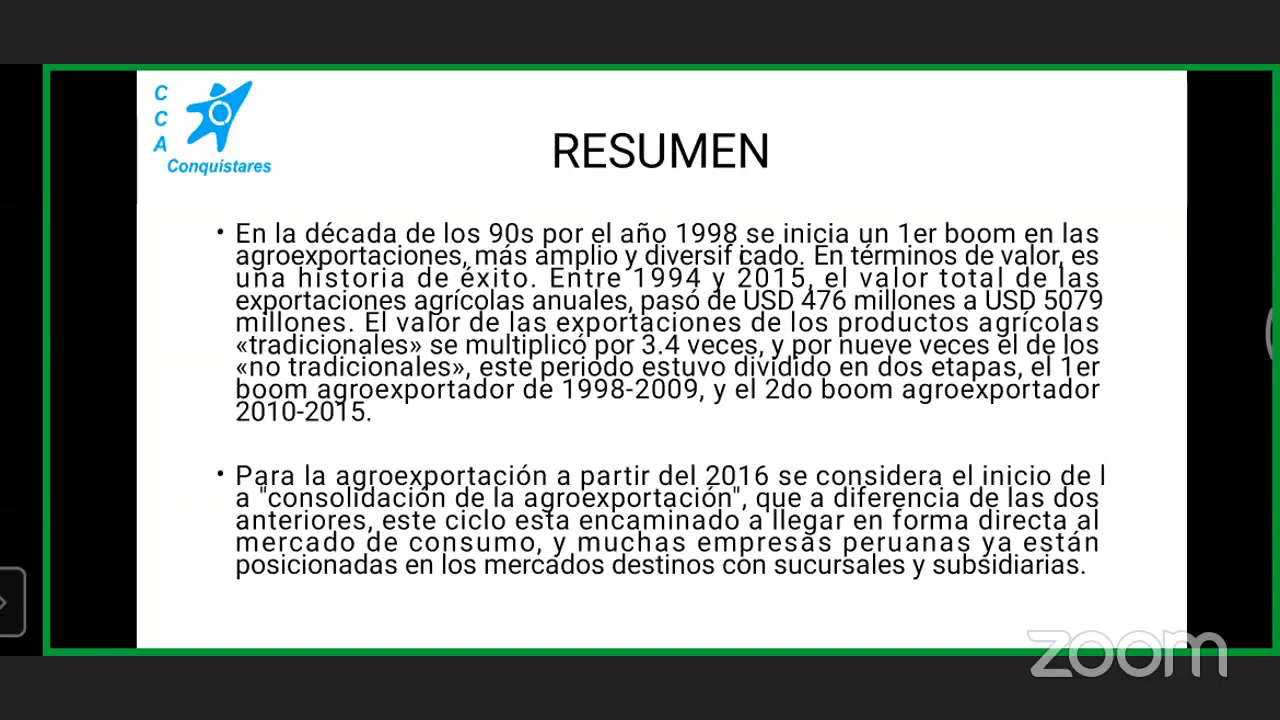 C
C
A
Conquistares
RESUMEN
• En la década de los 90s por el año 1998 se inicia un 1er boom en las
agroexportaciones, más amplio y diversif icado. En términos de valor, es
una historia de éxito. Entre 1994 y 2015, el valor total de las
exportaciones agrícolas anuales, pasó de USD 476 millones a USD 5079
millones. El valor de las exportaciones de los productos agrícolas
«tradicionales» se multiplicó por 3.4 veces, y por nueve veces el de los
«no tradicionales», este periodo estuvo dividido en dos etapas, el 1er
boom agroexportador de 1998-2009, y el 2do boom agroexportador
2010-2015.
• Para la agroexportación a partir del 2016 se considera el inicio de l
a "consolidación de la agroexportación", que a diferencia de las dos
anteriores, este ciclo esta encaminado a llegar en forma directa al
mercado de consumo, y muchas empresas peruanas ya están
posicionadas en los mercados destinos con sucursales y subsidiarias.
zoom